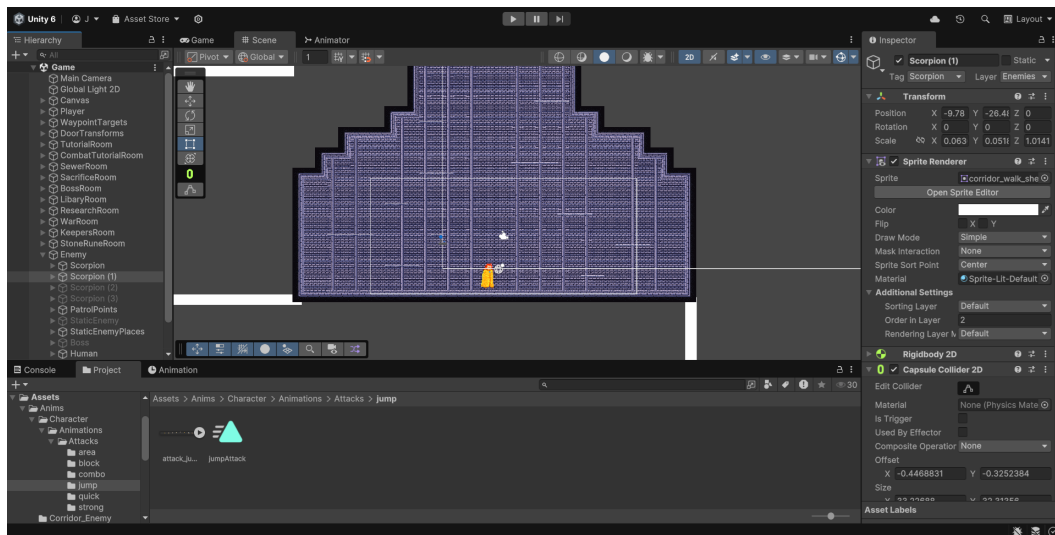 Unity 6 J Asset Store Layout
Hierarchy
All
Game
Main Camera
Global Light 2D
Canvas
Player
WaypointTargets
DoorTransforms
TutorialRoom
CombatTutorialRoom
SewerRoom
SacrificeRoom
BossRoom
LibaryRoom
ResearchRoom
WarRoom
KeepersRoom
StoneRuneRoom
Enemy
Scorpion
Scorpion (1)
Scorpion (2)
Scorpion (3)
PatrolPoints
StaticEnemy
StaticEnemyPlaces
Boss
Human
Game Scene Animator
Pivot Global 1 2D
Inspector
Scorpion (1) Static
Tag Scorpion Layer Enemies
Transform
Position X -9.78 Y -26.48 Z 0
Rotation X 0 Y 0 Z 0
Scale X 0.063 Y 0.0518 Z 1.0141
Sprite Renderer
Sprite corridor_walk_she
Open Sprite Editor
Color
Flip X Y
Draw Mode Simple
Mask Interaction None
Sprite Sort Point Center
Material Sprite-Lit-Default
Additional Settings
Sorting Layer Default
Order in Layer 2
Rendering Layer M Default
Rigidbody 2D
Capsule Collider 2D
Edit Collider
Material None (Physics Mate
Is Trigger
Used By Effector
Composite Operation None
Offset
X -0.4468831 Y -0.3252384
Size
Asset Labels
Console Project Animation
30
Assets
Anims
Character
Animations
Attacks
area
block
combo
jump
quick
strong
Corridor_Enemy
Assets > Anims > Character > Animations > Attacks > jump
attack_ju... jumpAttack